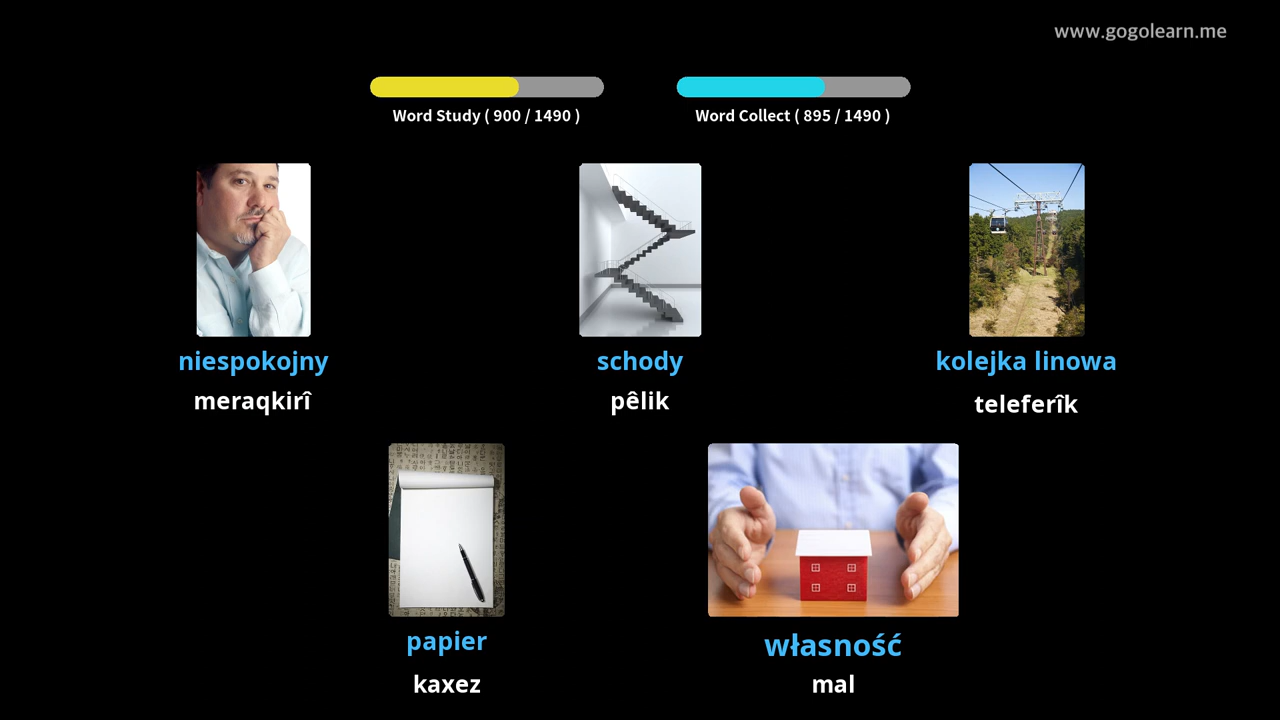 www.gogolearn.me
Word Study ( 900 / 1490 )
Word Collect ( 895 / 1490 )
niespokojny
meraqkirî
schody
pêlik
kolejka linowa
teleferîk
papier
kaxez
własność
mal